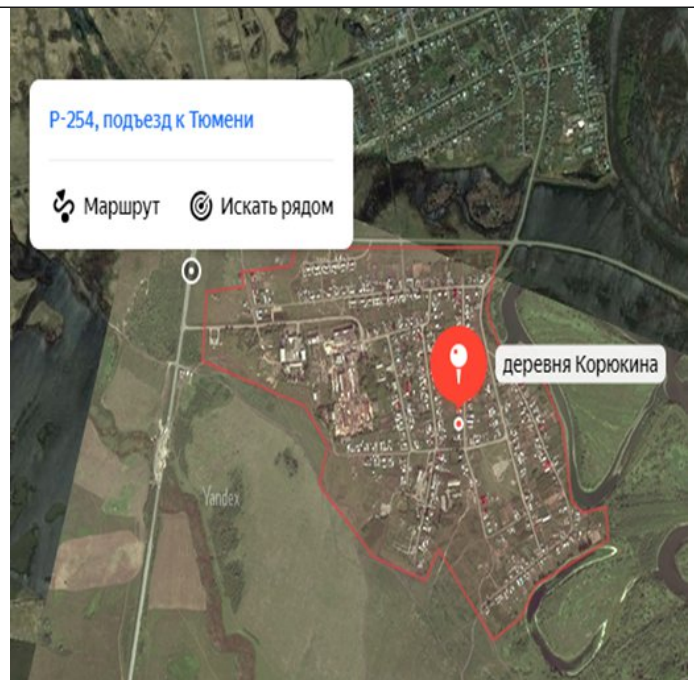 Р-254, подъезд к Тюмени
Маршрут
Искать рядом
деревня Корюкина
Yandex